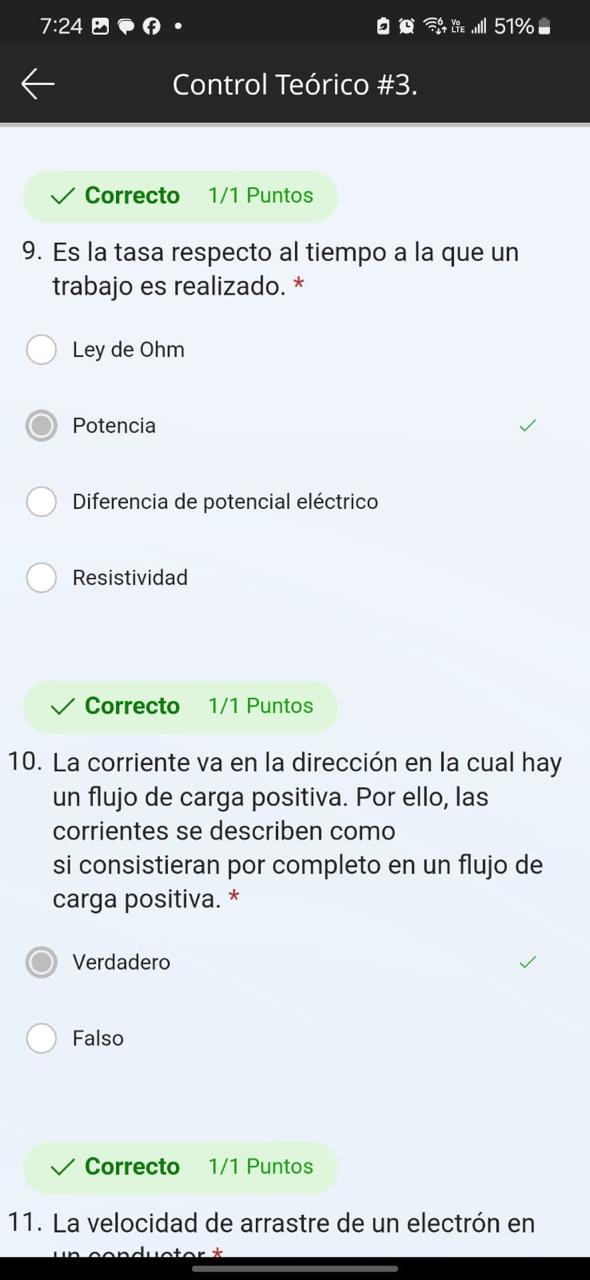 7:24
Vo
LTE
51%
Control Teórico #3.
Correcto 1/1 Puntos
9. Es la tasa respecto al tiempo a la que un
trabajo es realizado. *
Ley de Ohm
Potencia
Diferencia de potencial eléctrico
Resistividad
Correcto 1/1 Puntos
10. La corriente va en la dirección en la cual hay
un flujo de carga positiva. Por ello, las
corrientes se describen como
si consistieran por completo en un flujo de
carga positiva. *
Verdadero
Falso
Correcto 1/1 Puntos
11. La velocidad de arrastre de un electrón en
un conductor *